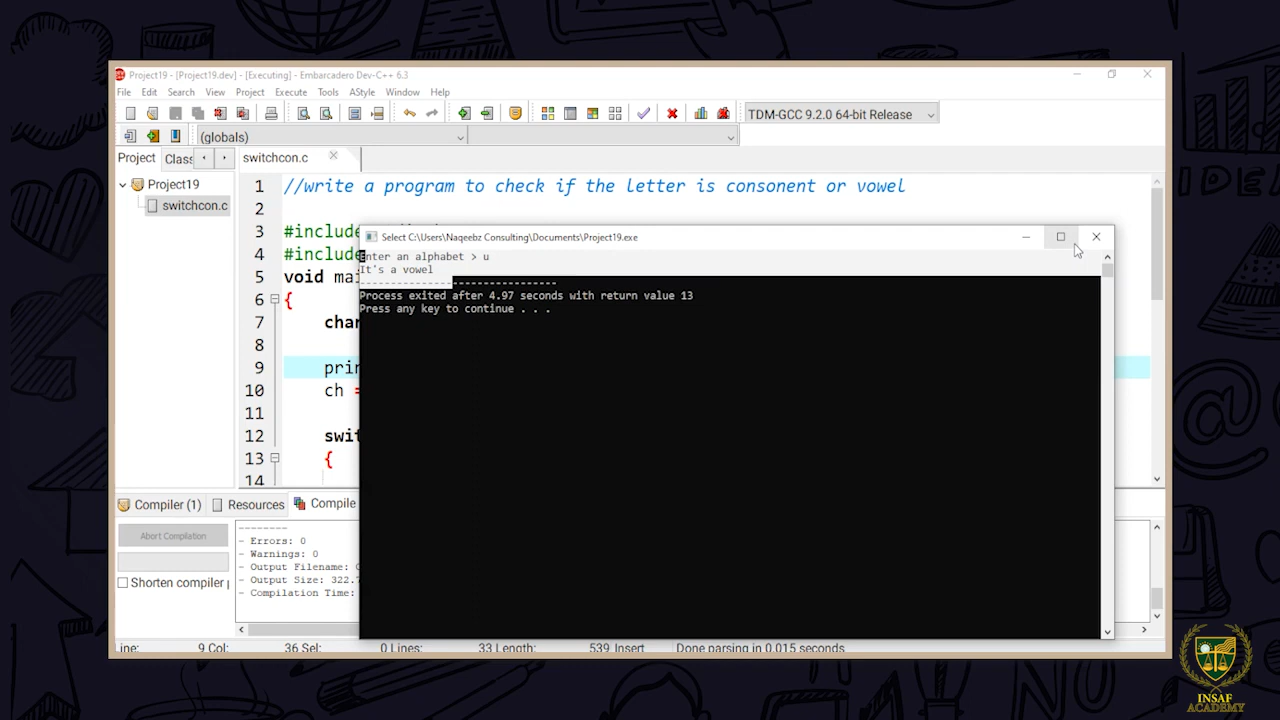 Project19 - [Project19.dev] - [Executing] - Embarcadero Dev-C++ 6.3
File Edit Search View Project Execute Tools AStyle Window Help
TDM-GCC 9.2.0 64-bit Release
(globals)
Project Class
switchcon.c
Project19
switchcon.c
1 //write a program to check if the letter is consonent or vowel
2
3 #include
4 #include
5 void mai
6 {
7 char
8
9 prin
10 ch =
11
12 swit
13 {
14
Select C:\Users\Naqeebz Consulting\Documents\Project19.exe
Enter an alphabet > u
It's a vowel
--------------------------------
Process exited after 4.97 seconds with return value 13
Press any key to continue . . .
Compiler (1) Resources Compile
Abort Compilation
Shorten compiler p
--------
- Errors: 0
- Warnings: 0
- Output Filename: C
- Output Size: 322.7
- Compilation Time:
Line: 9 Col: 36 Sel: 0 Lines: 33 Length: 539 Insert Done parsing in 0.015 seconds
IDEA
INSAF
ACADEMY